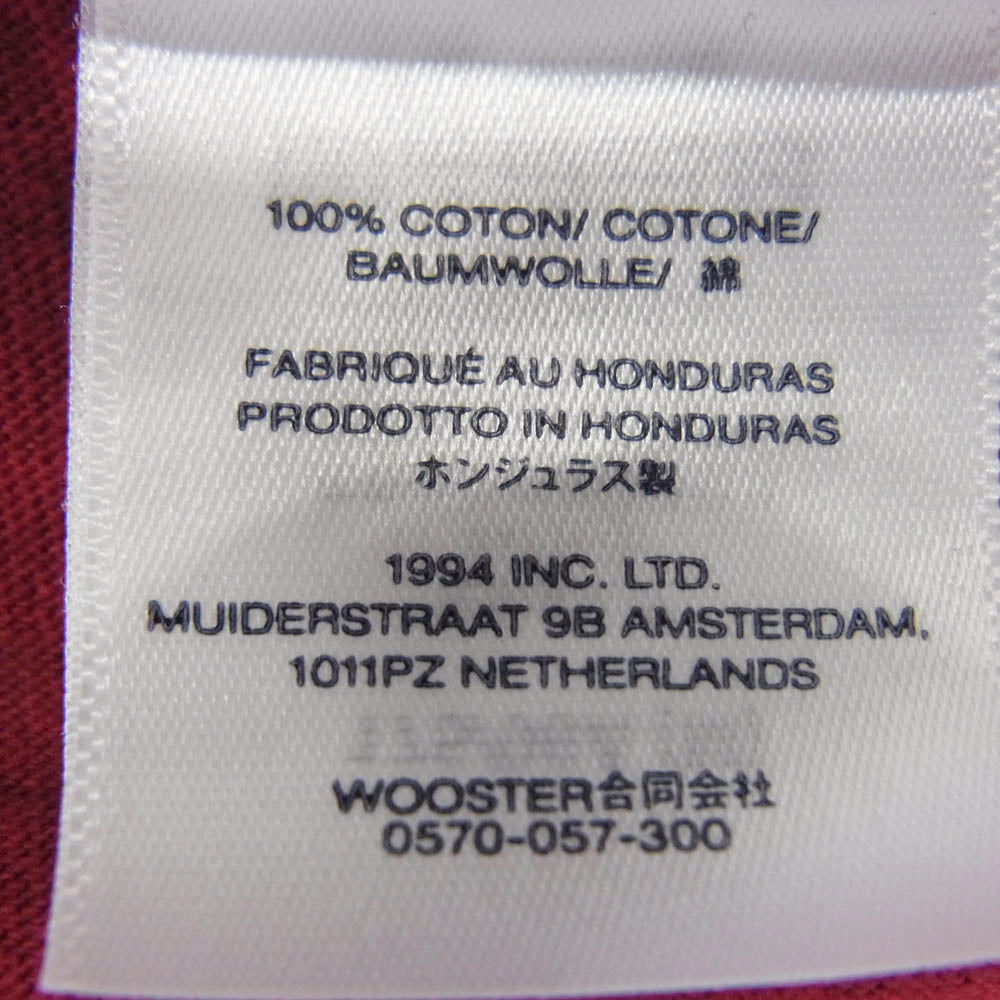 100% COTON/ COTONE/
BAUMWOLLE/ 綿
FABRIQUÉ AU HONDURAS
PRODOTTO IN HONDURAS
ホンジュラス製
1994 INC. LTD.
MUIDERSTRAAT 9B AMSTERDAM,
1011PZ NETHERLANDS
WOOSTER合同会社
0570-057-300